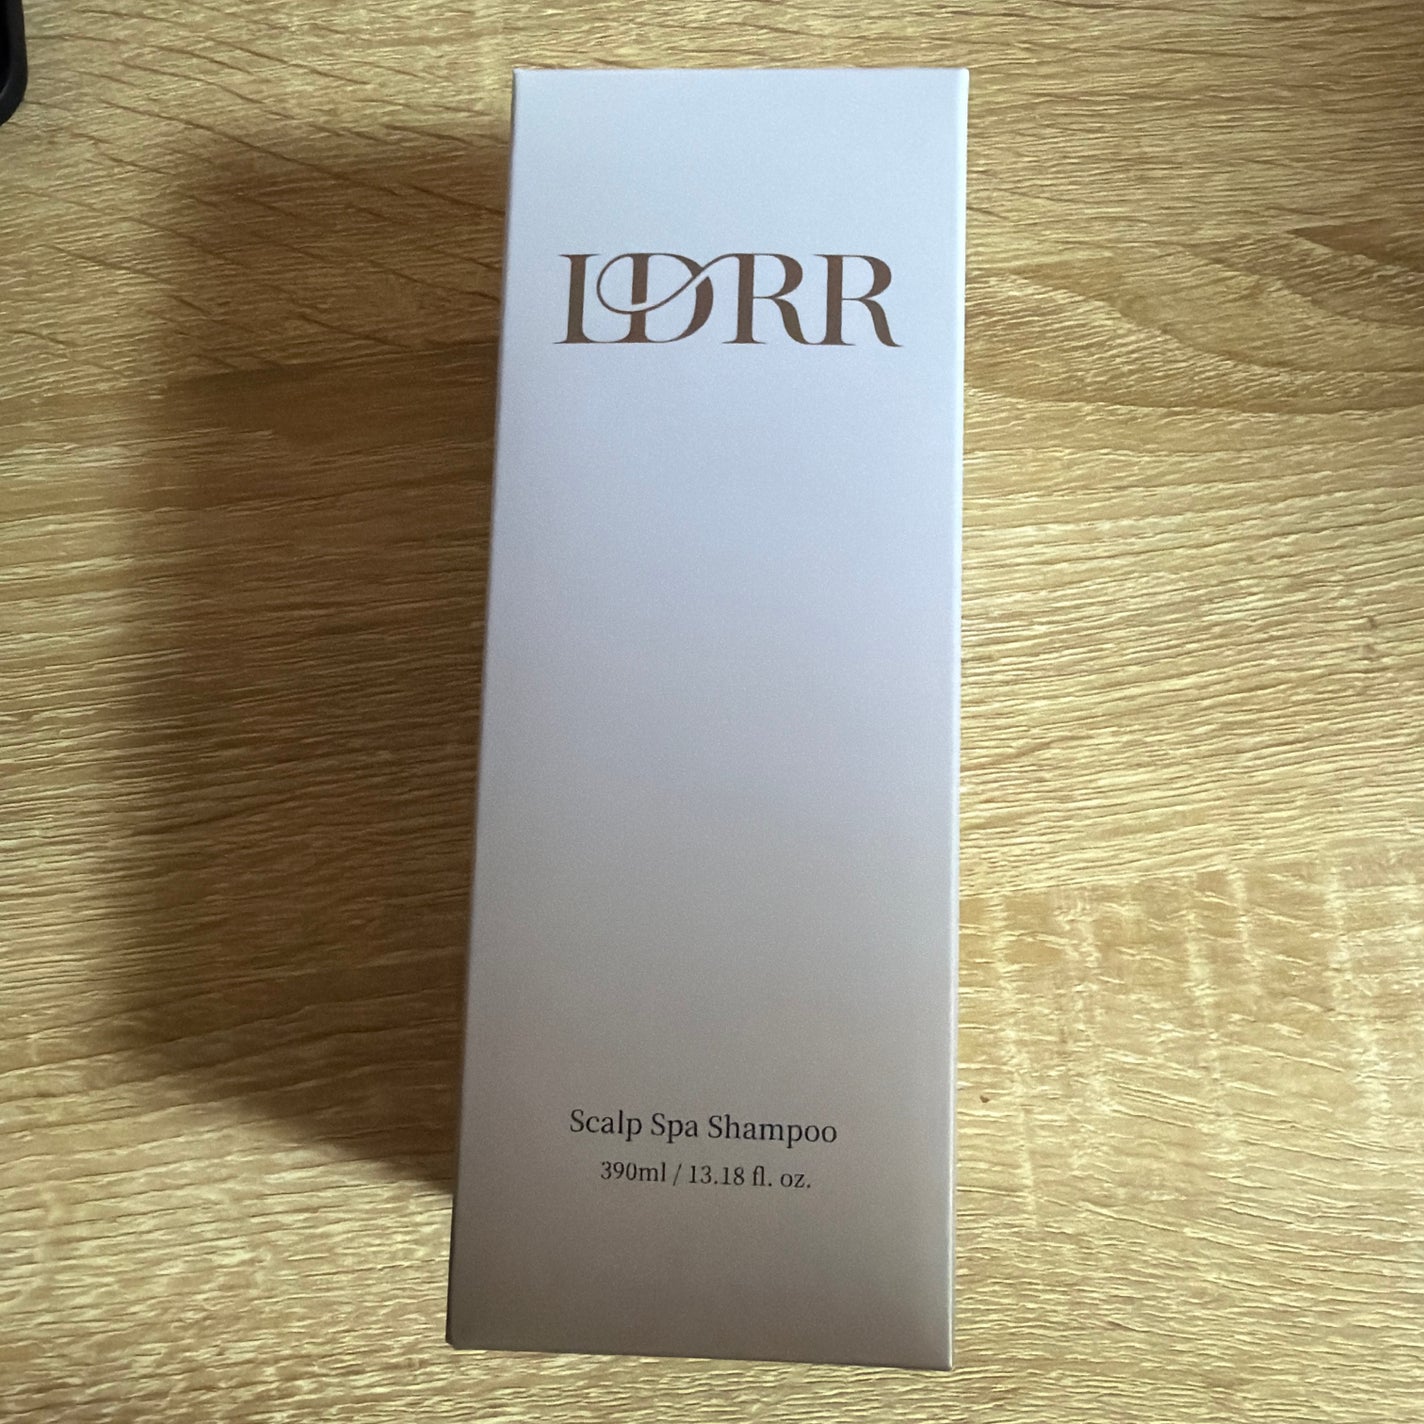 LDRR
Scalp Spa Shampoo
390ml / 13.18 fl. oz.